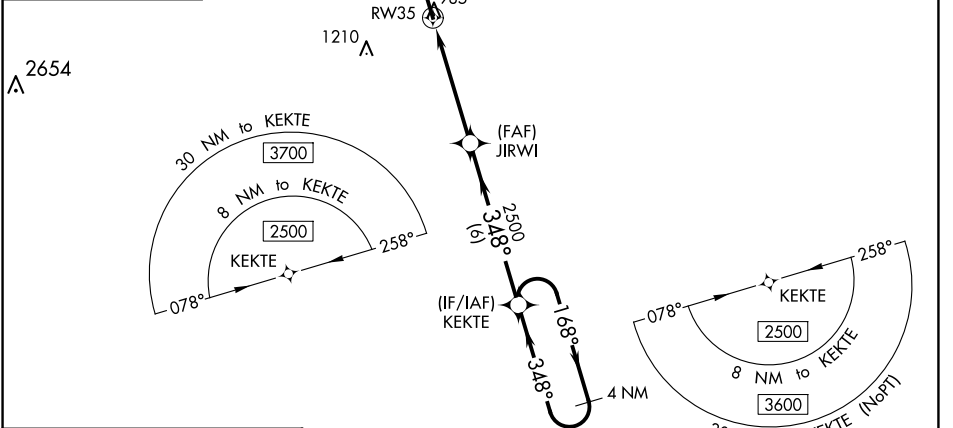 RW35
1210
2654
30 NM to KEKTE
3700
8 NM to KEKTE
2500
KEKTE
078°
258°
(FAF)
JIRWI
2500
348°
(6)
(IF/IAF)
KEKTE
168°
348°
4 NM
258°
078°
KEKTE
2500
8 NM to KEKTE
3600
KEKTE (NoPT)